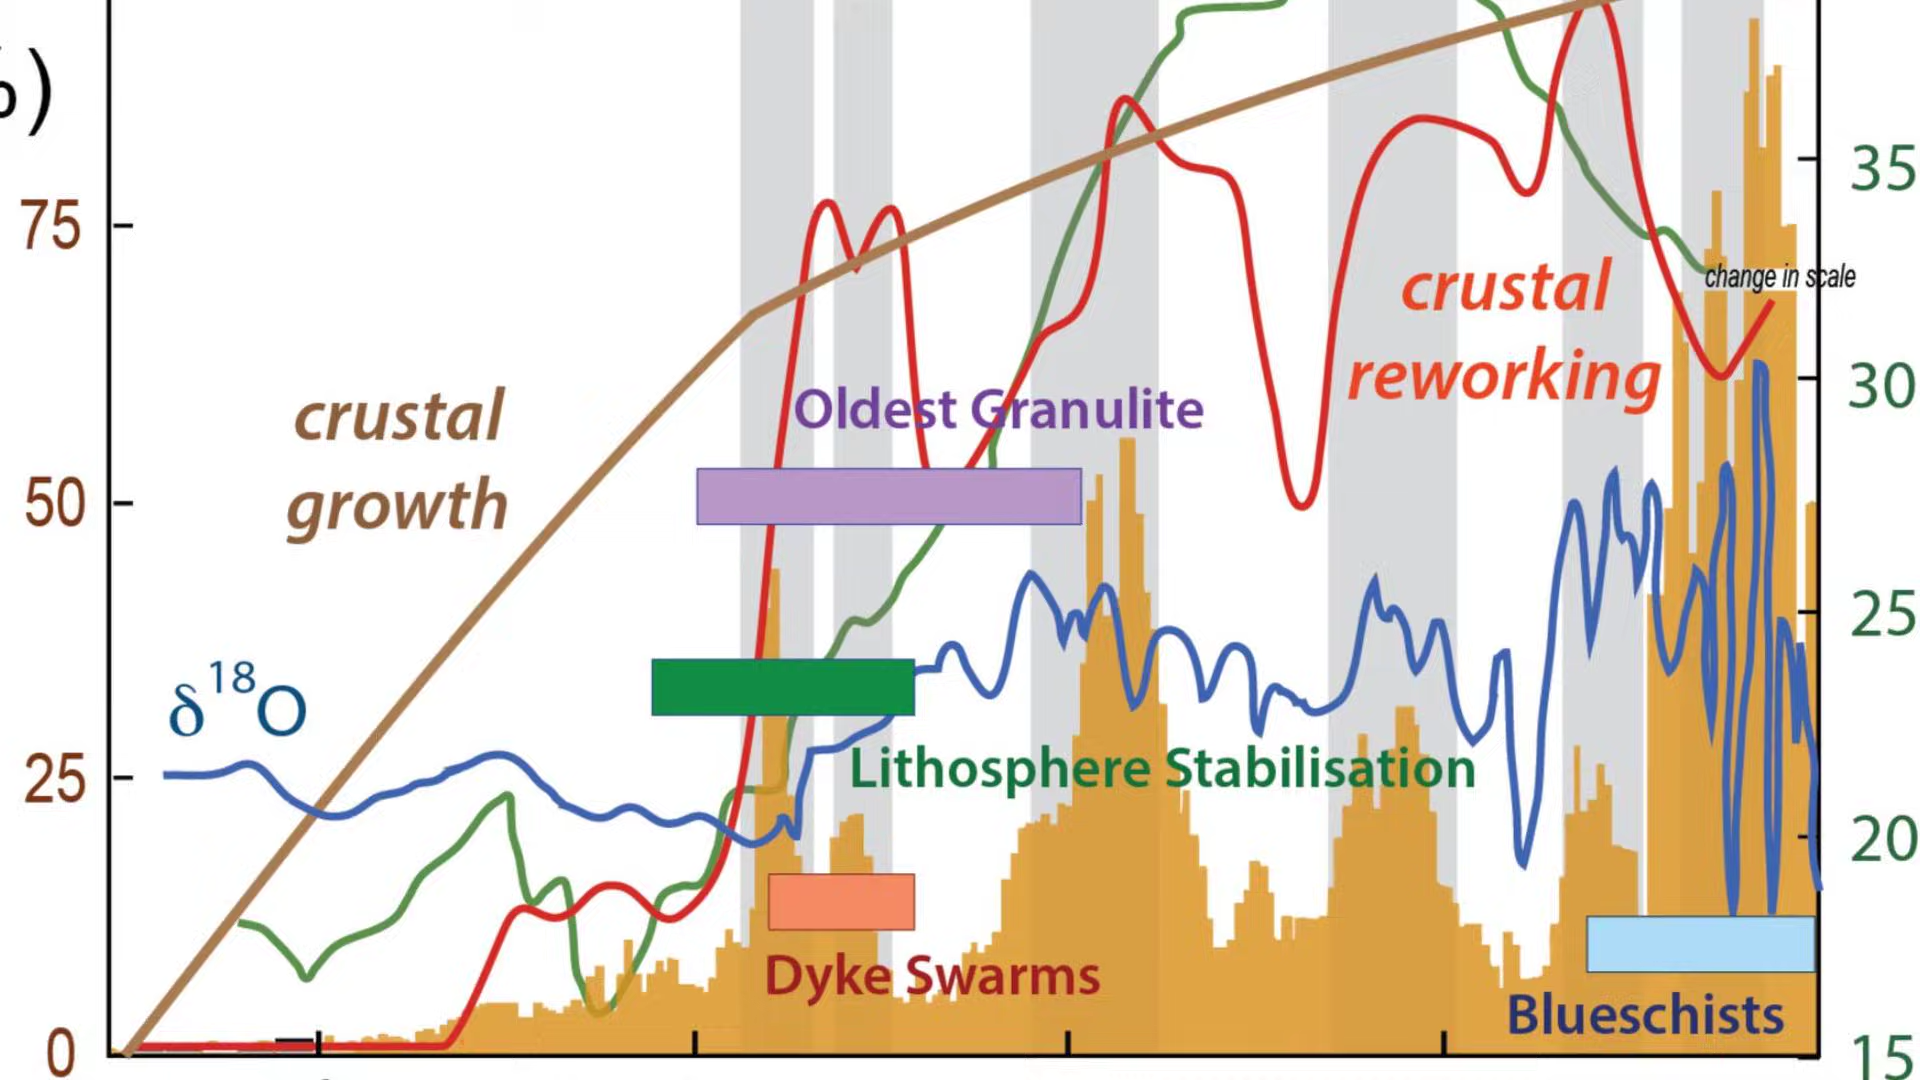 %)
35
75
change in scale
30
crustal
reworking
Oldest Granulite
crustal
growth
50
25
δ18O
Lithosphere Stabilisation
25
20
Dyke Swarms
Blueschists
0
15